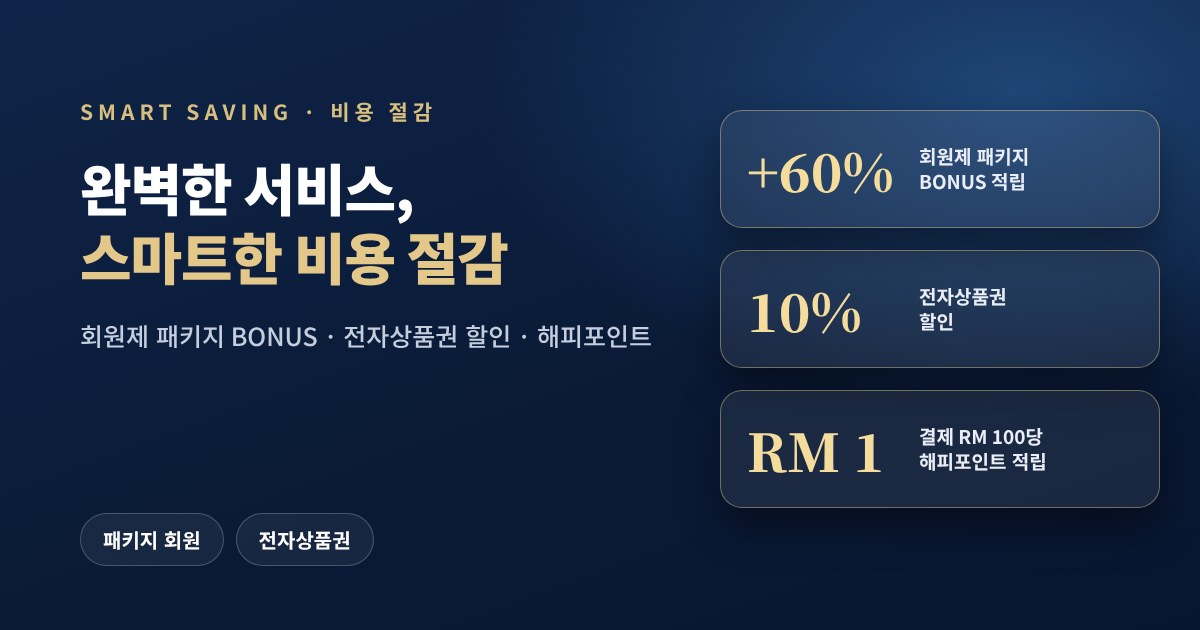 SMART SAVING · 비용 절감
완벽한 서비스,
스마트한 비용 절감
회원제 패키지 BONUS · 전자상품권 할인 · 해피포인트
패키지 회원
전자상품권
+60%
회원제 패키지
BONUS 적립
10%
전자상품권
할인
RM 1
결제 RM 100당
해피포인트 적립